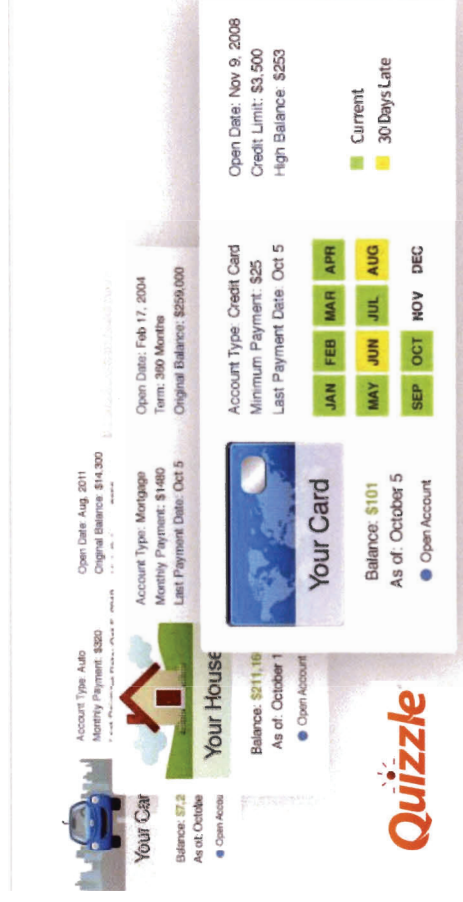 Account Type: Auto
Monthly Payment: $320
Open Date: Aug, 2011
Original Balance: $14,300
Your Car
Balance: $7,2
As of: Octobe
Open Accou
Account Type: Mortgage
Monthly Payment: $1480
Last Payment Date: Oct 5
Open Date: Feb 17, 2004
Term: 360 Months
Original Balance: $259,000
Your House
Balance: $211,16
As of: October 1
Open Account
Your Card
Balance: $101
As of: October 5
Open Account
Account Type: Credit Card
Minimum Payment: $25
Last Payment Date: Oct 5
Open Date: Nov 9, 2008
Credit Limit: $3,500
High Balance: $253
JAN FEB MAR APR
MAY JUN JUL AUG
SEP OCT NOV DEC
Current
30 Days Late
Quizzle